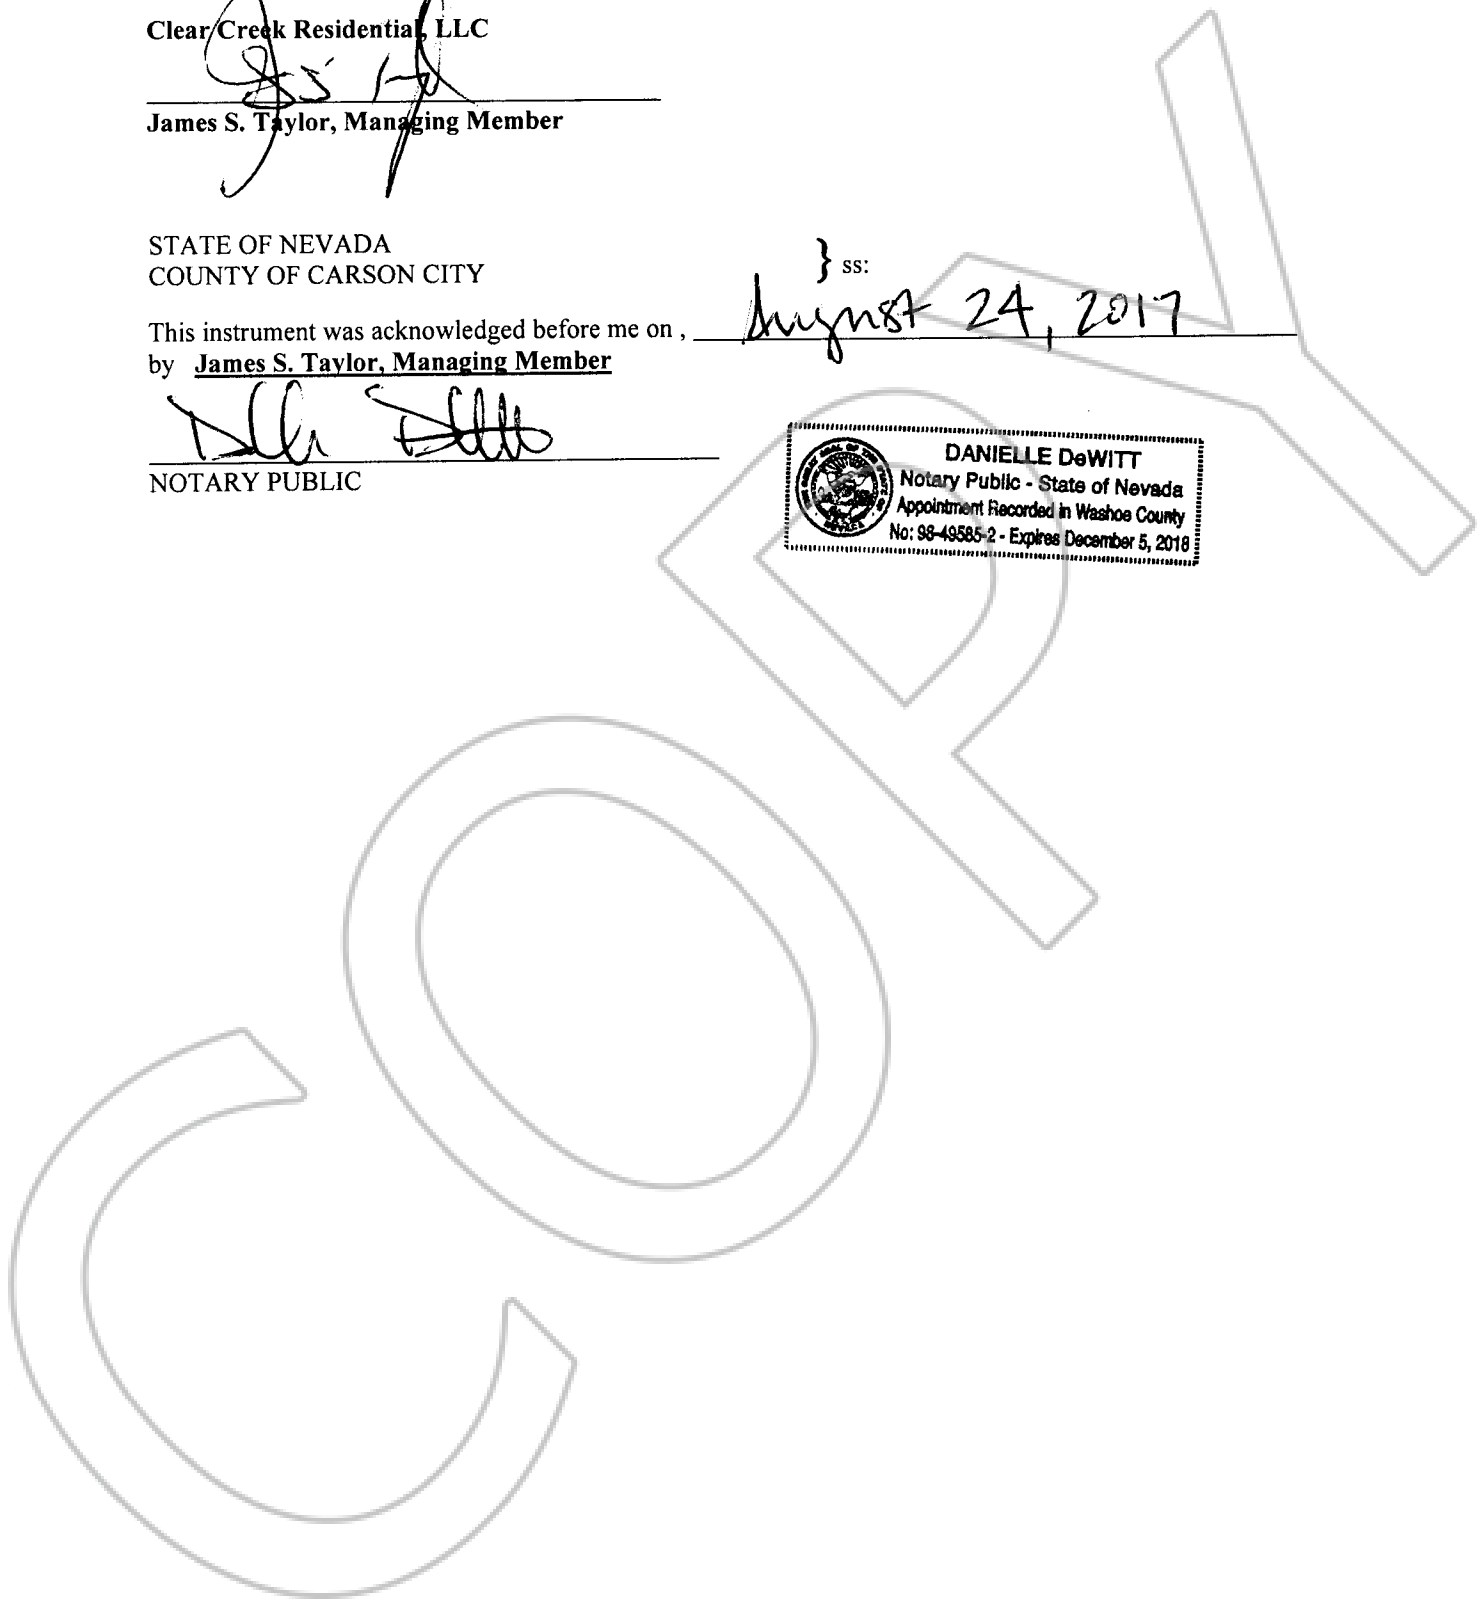 Clear Creek Residential, LLC
James S. Taylor, Managing Member
STATE OF NEVADA
COUNTY OF CARSON CITY
} ss:
This instrument was acknowledged before me on , August 24, 2017
by James S. Taylor, Managing Member
NOTARY PUBLIC
DANIELLE DeWITT
Notary Public - State of Nevada
Appointment Recorded in Washoe County
No: 98-49585-2 - Expires December 5, 2018
COPY